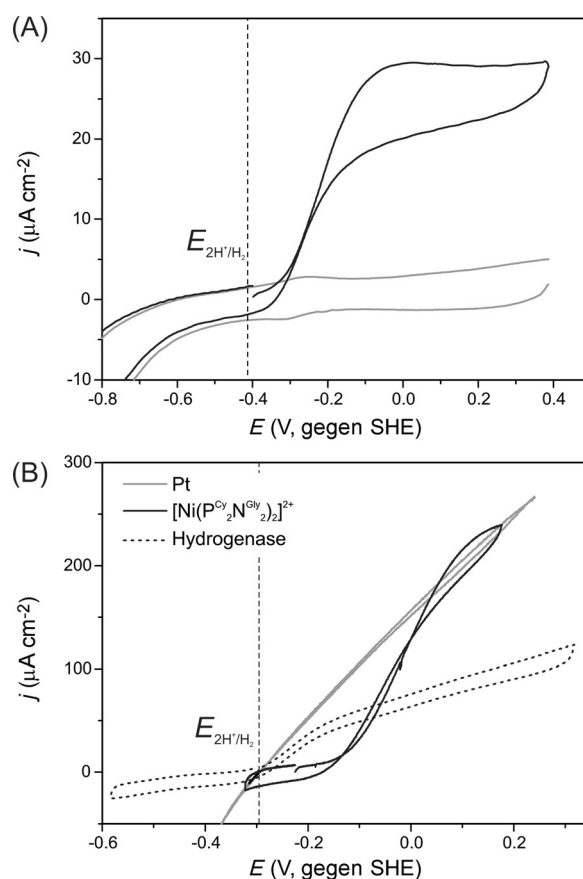 (A)
30
20
10
0
-10
j (µA cm⁻²)
E₂H⁺/H₂
-0.8 -0.6 -0.4 -0.2 0.0 0.2 0.4
E (V, gegen SHE)
(B)
300
200
100
0
j (µA cm⁻²)
Pt
[Ni(Pᶜʸ₂Nᴳˡʸ₂)₂]²⁺
Hydrogenase
E₂H⁺/H₂
-0.6 -0.4 -0.2 0.0 0.2
E (V, gegen SHE)